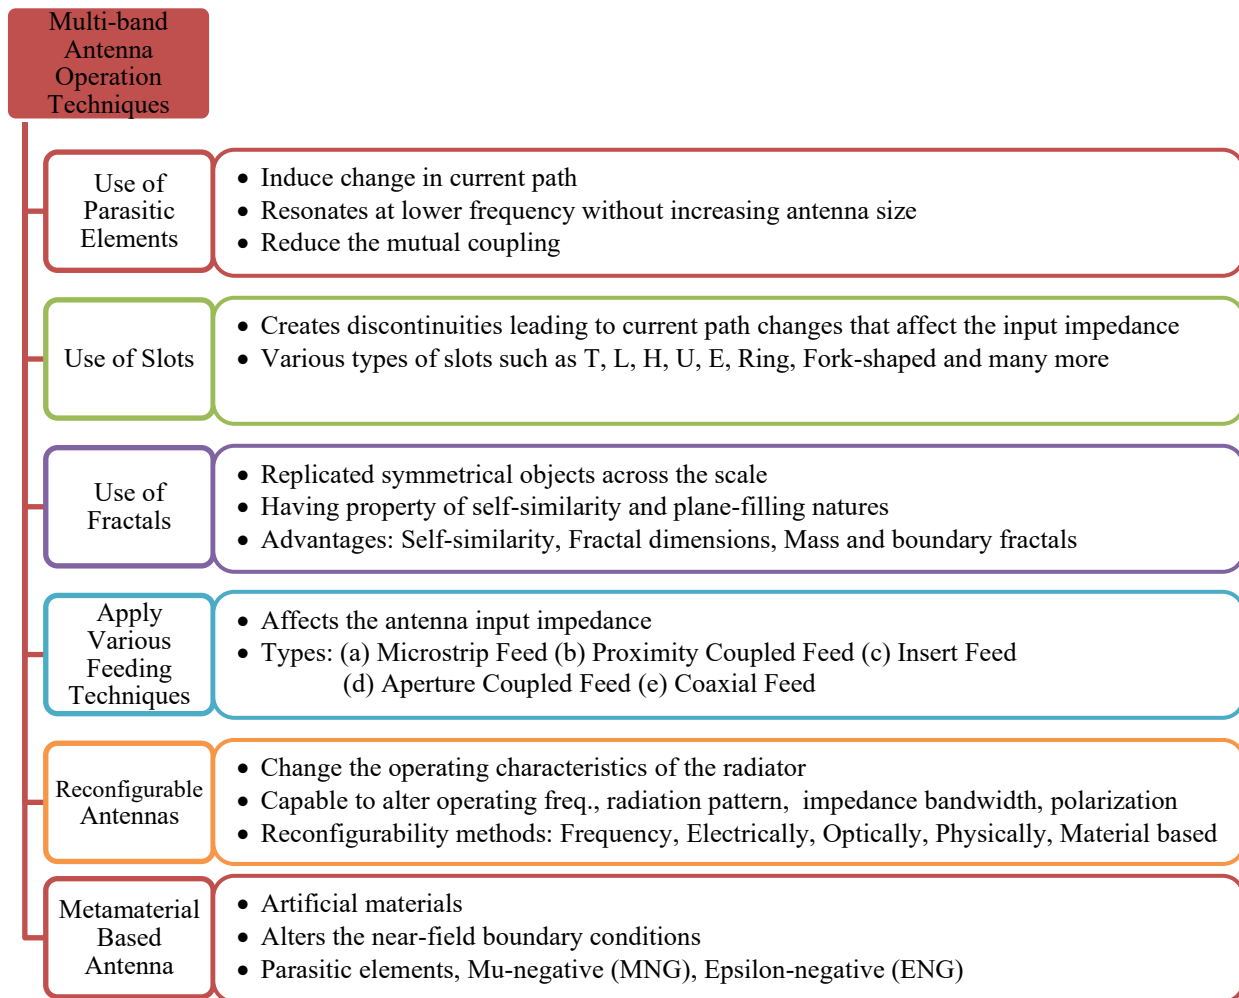 Multi-band
Antenna
Operation
Techniques
Use of
Parasitic
Elements
• Induce change in current path
• Resonates at lower frequency without increasing antenna size
• Reduce the mutual coupling
Use of Slots
• Creates discontinuities leading to current path changes that affect the input impedance
• Various types of slots such as T, L, H, U, E, Ring, Fork-shaped and many more
Use of
Fractals
• Replicated symmetrical objects across the scale
• Having property of self-similarity and plane-filling natures
• Advantages: Self-similarity, Fractal dimensions, Mass and boundary fractals
Apply
Various
Feeding
Techniques
• Affects the antenna input impedance
• Types: (a) Microstrip Feed (b) Proximity Coupled Feed (c) Insert Feed
(d) Aperture Coupled Feed (e) Coaxial Feed
Reconfigurable
Antennas
• Change the operating characteristics of the radiator
• Capable to alter operating freq., radiation pattern, impedance bandwidth, polarization
• Reconfigurability methods: Frequency, Electrically, Optically, Physically, Material based
Metamaterial
Based
Antenna
• Artificial materials
• Alters the near-field boundary conditions
• Parasitic elements, Mu-negative (MNG), Epsilon-negative (ENG)